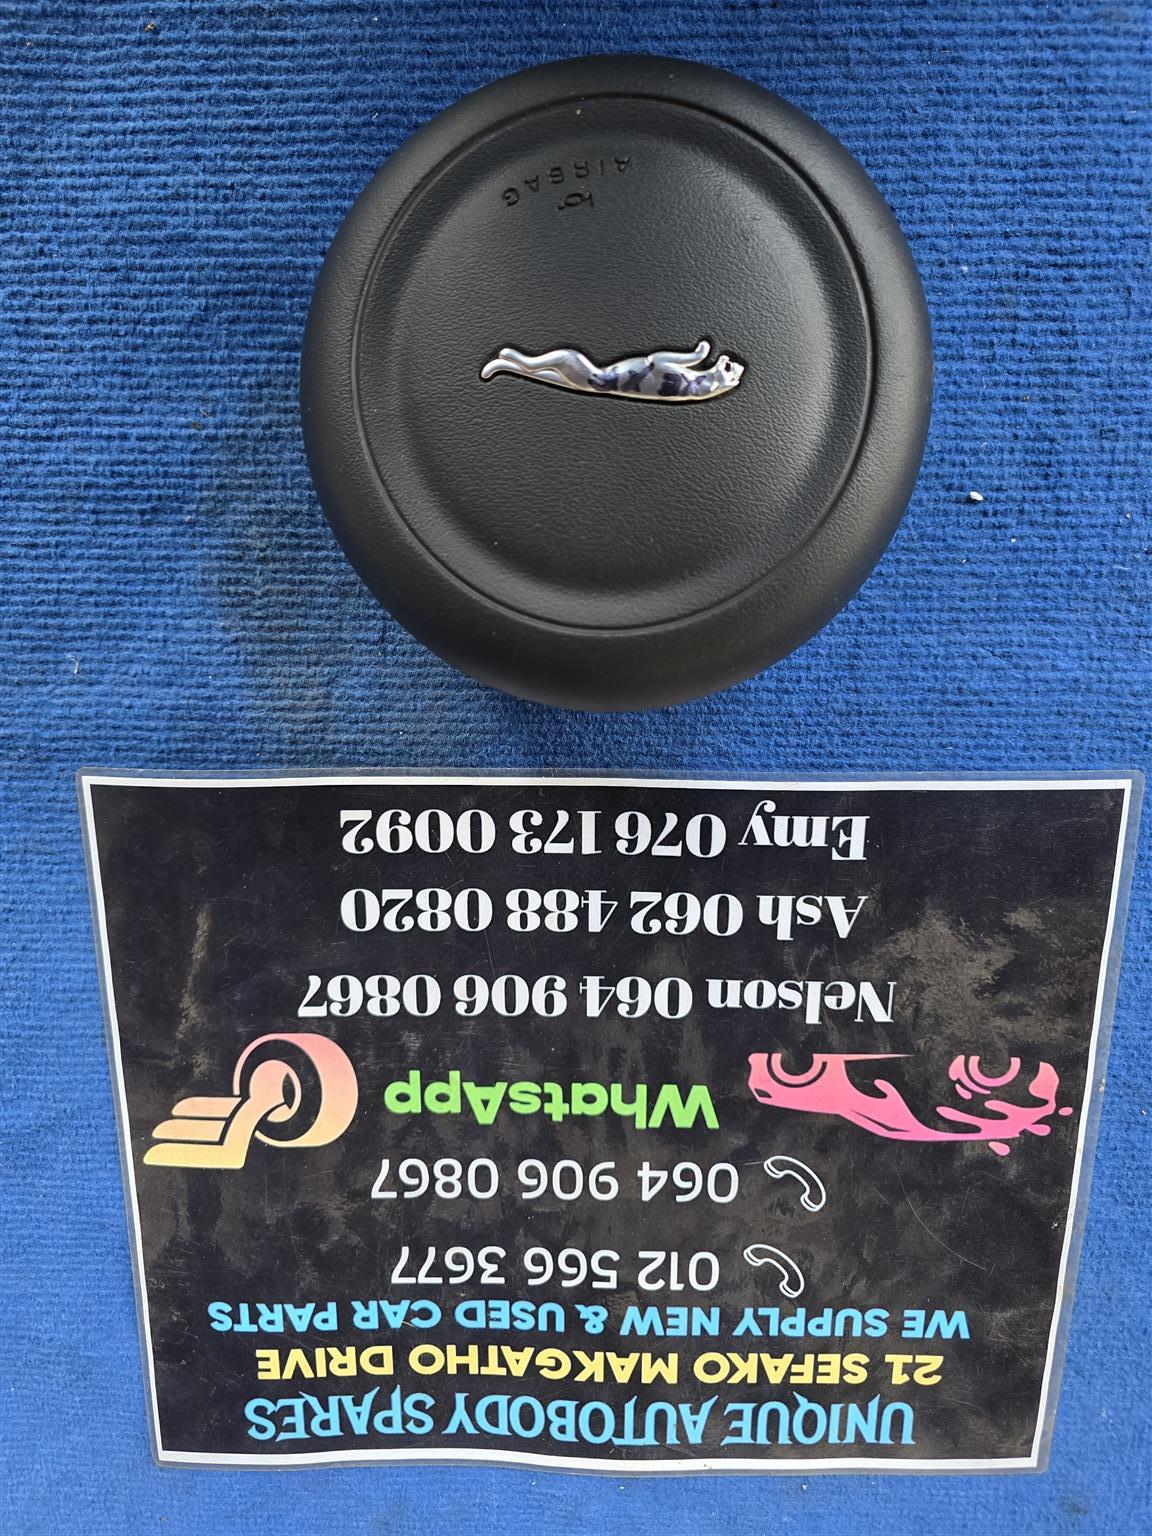 UNIQUE AUTOBODY SPARES
21 SEFAKO MAKGATHO DRIVE
WE SUPPLY NEW & USED CAR PARTS
012 566 3677
064 906 0867
WhatsApp
Nelson 064 906 0867
Ash 062 488 0820
Emy 076 173 0092
AIRBAG